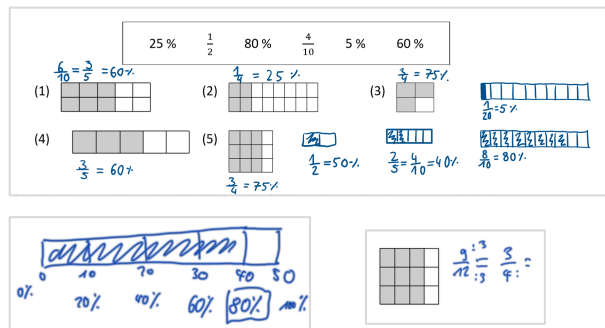 25 % 1/2 80 % 4/10 5 % 60 %
6/10 = 3/5 = 60% 1/4 = 25 % 3/4 = 75%
(1) (2) (3)
1/20 = 5%
(4) (5)
3/5 = 60% 3/4 = 75% 1/2 = 50% 2/5 = 4/10 = 40% 8/10 = 80%
0 10 20 30 40 50
0% 20% 40% 60% 80% 100%
9/12 :3 = :3 3/4 : =